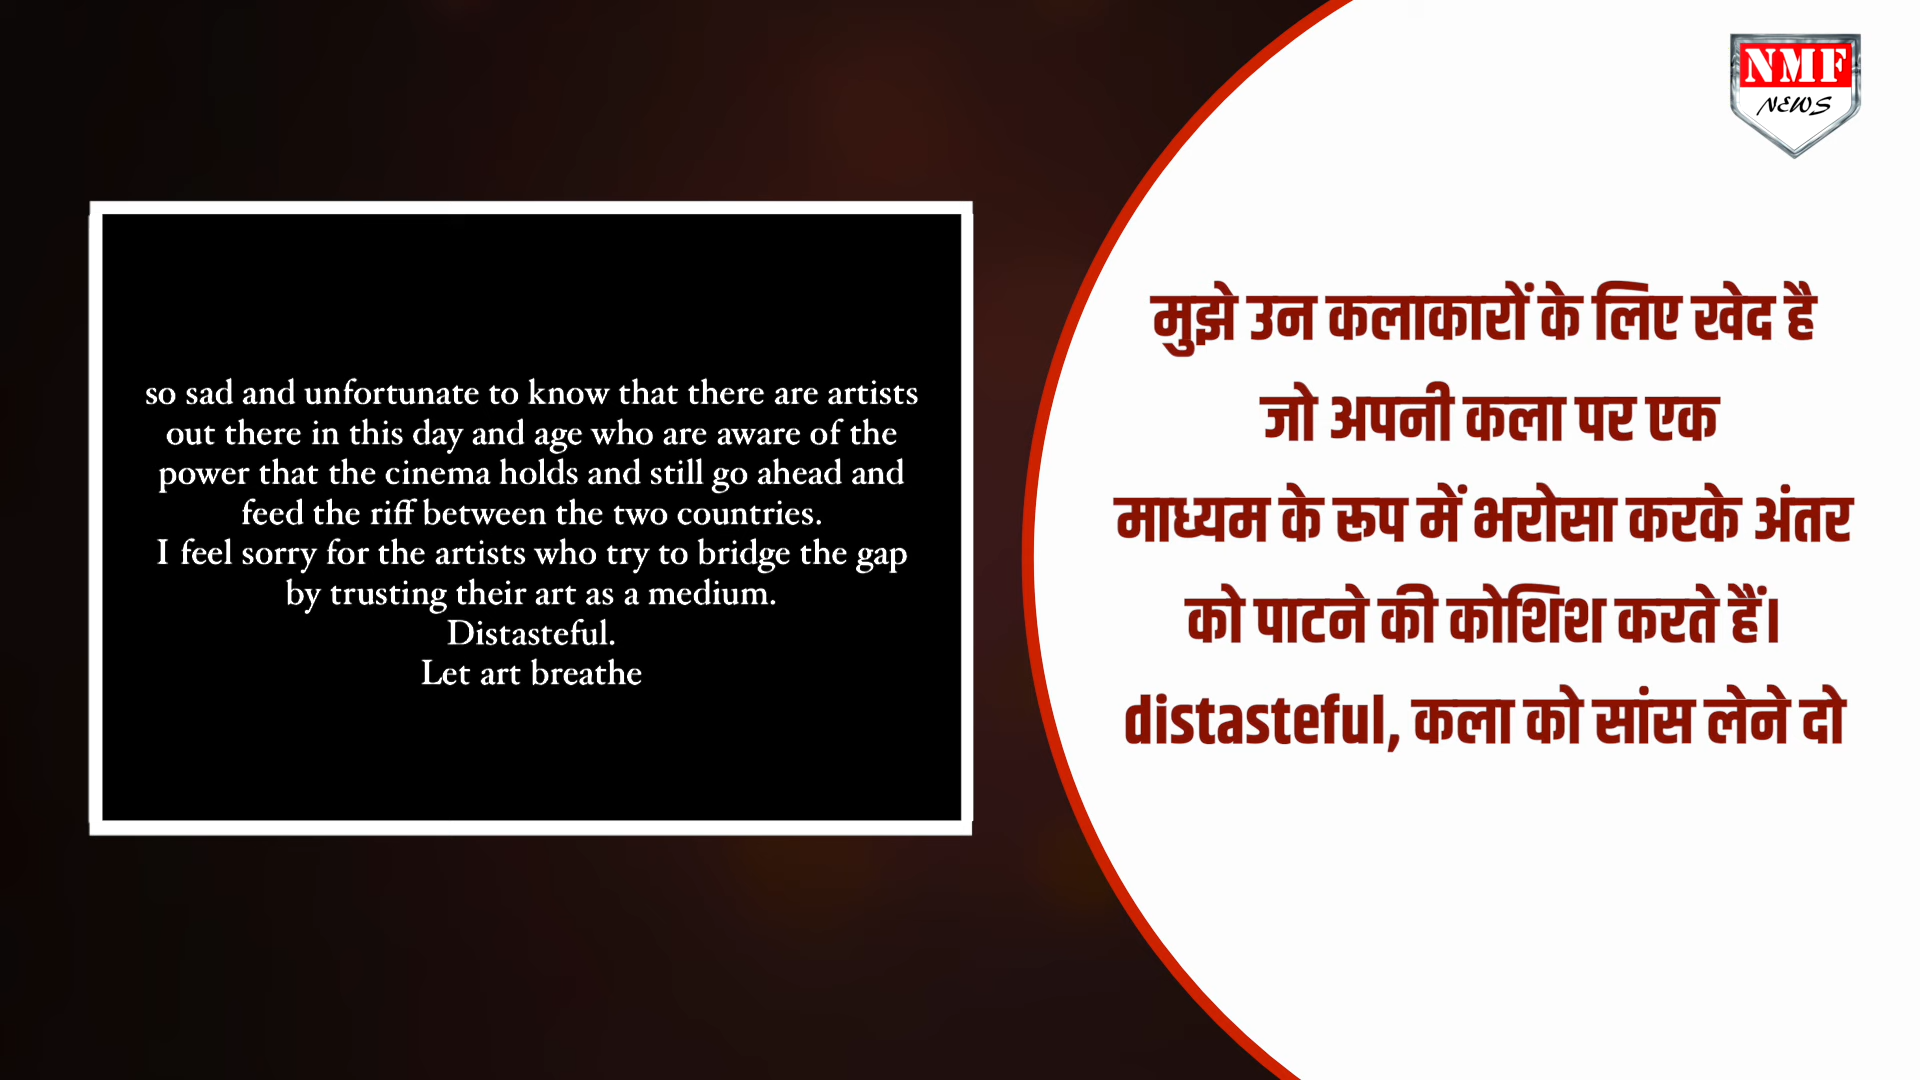 NMF
NEWS
so sad and unfortunate to know that there are artists
out there in this day and age who are aware of the
power that the cinema holds and still go ahead and
feed the riff between the two countries.
I feel sorry for the artists who try to bridge the gap
by trusting their art as a medium.
Distasteful.
Let art breathe
मुझे उन कलाकारों के लिए खेद है
जो अपनी कला पर एक
माध्यम के रूप में भरोसा करके अंतर
को पाटने की कोशिश करते हैं।
distasteful, कला को सांस लेने दो